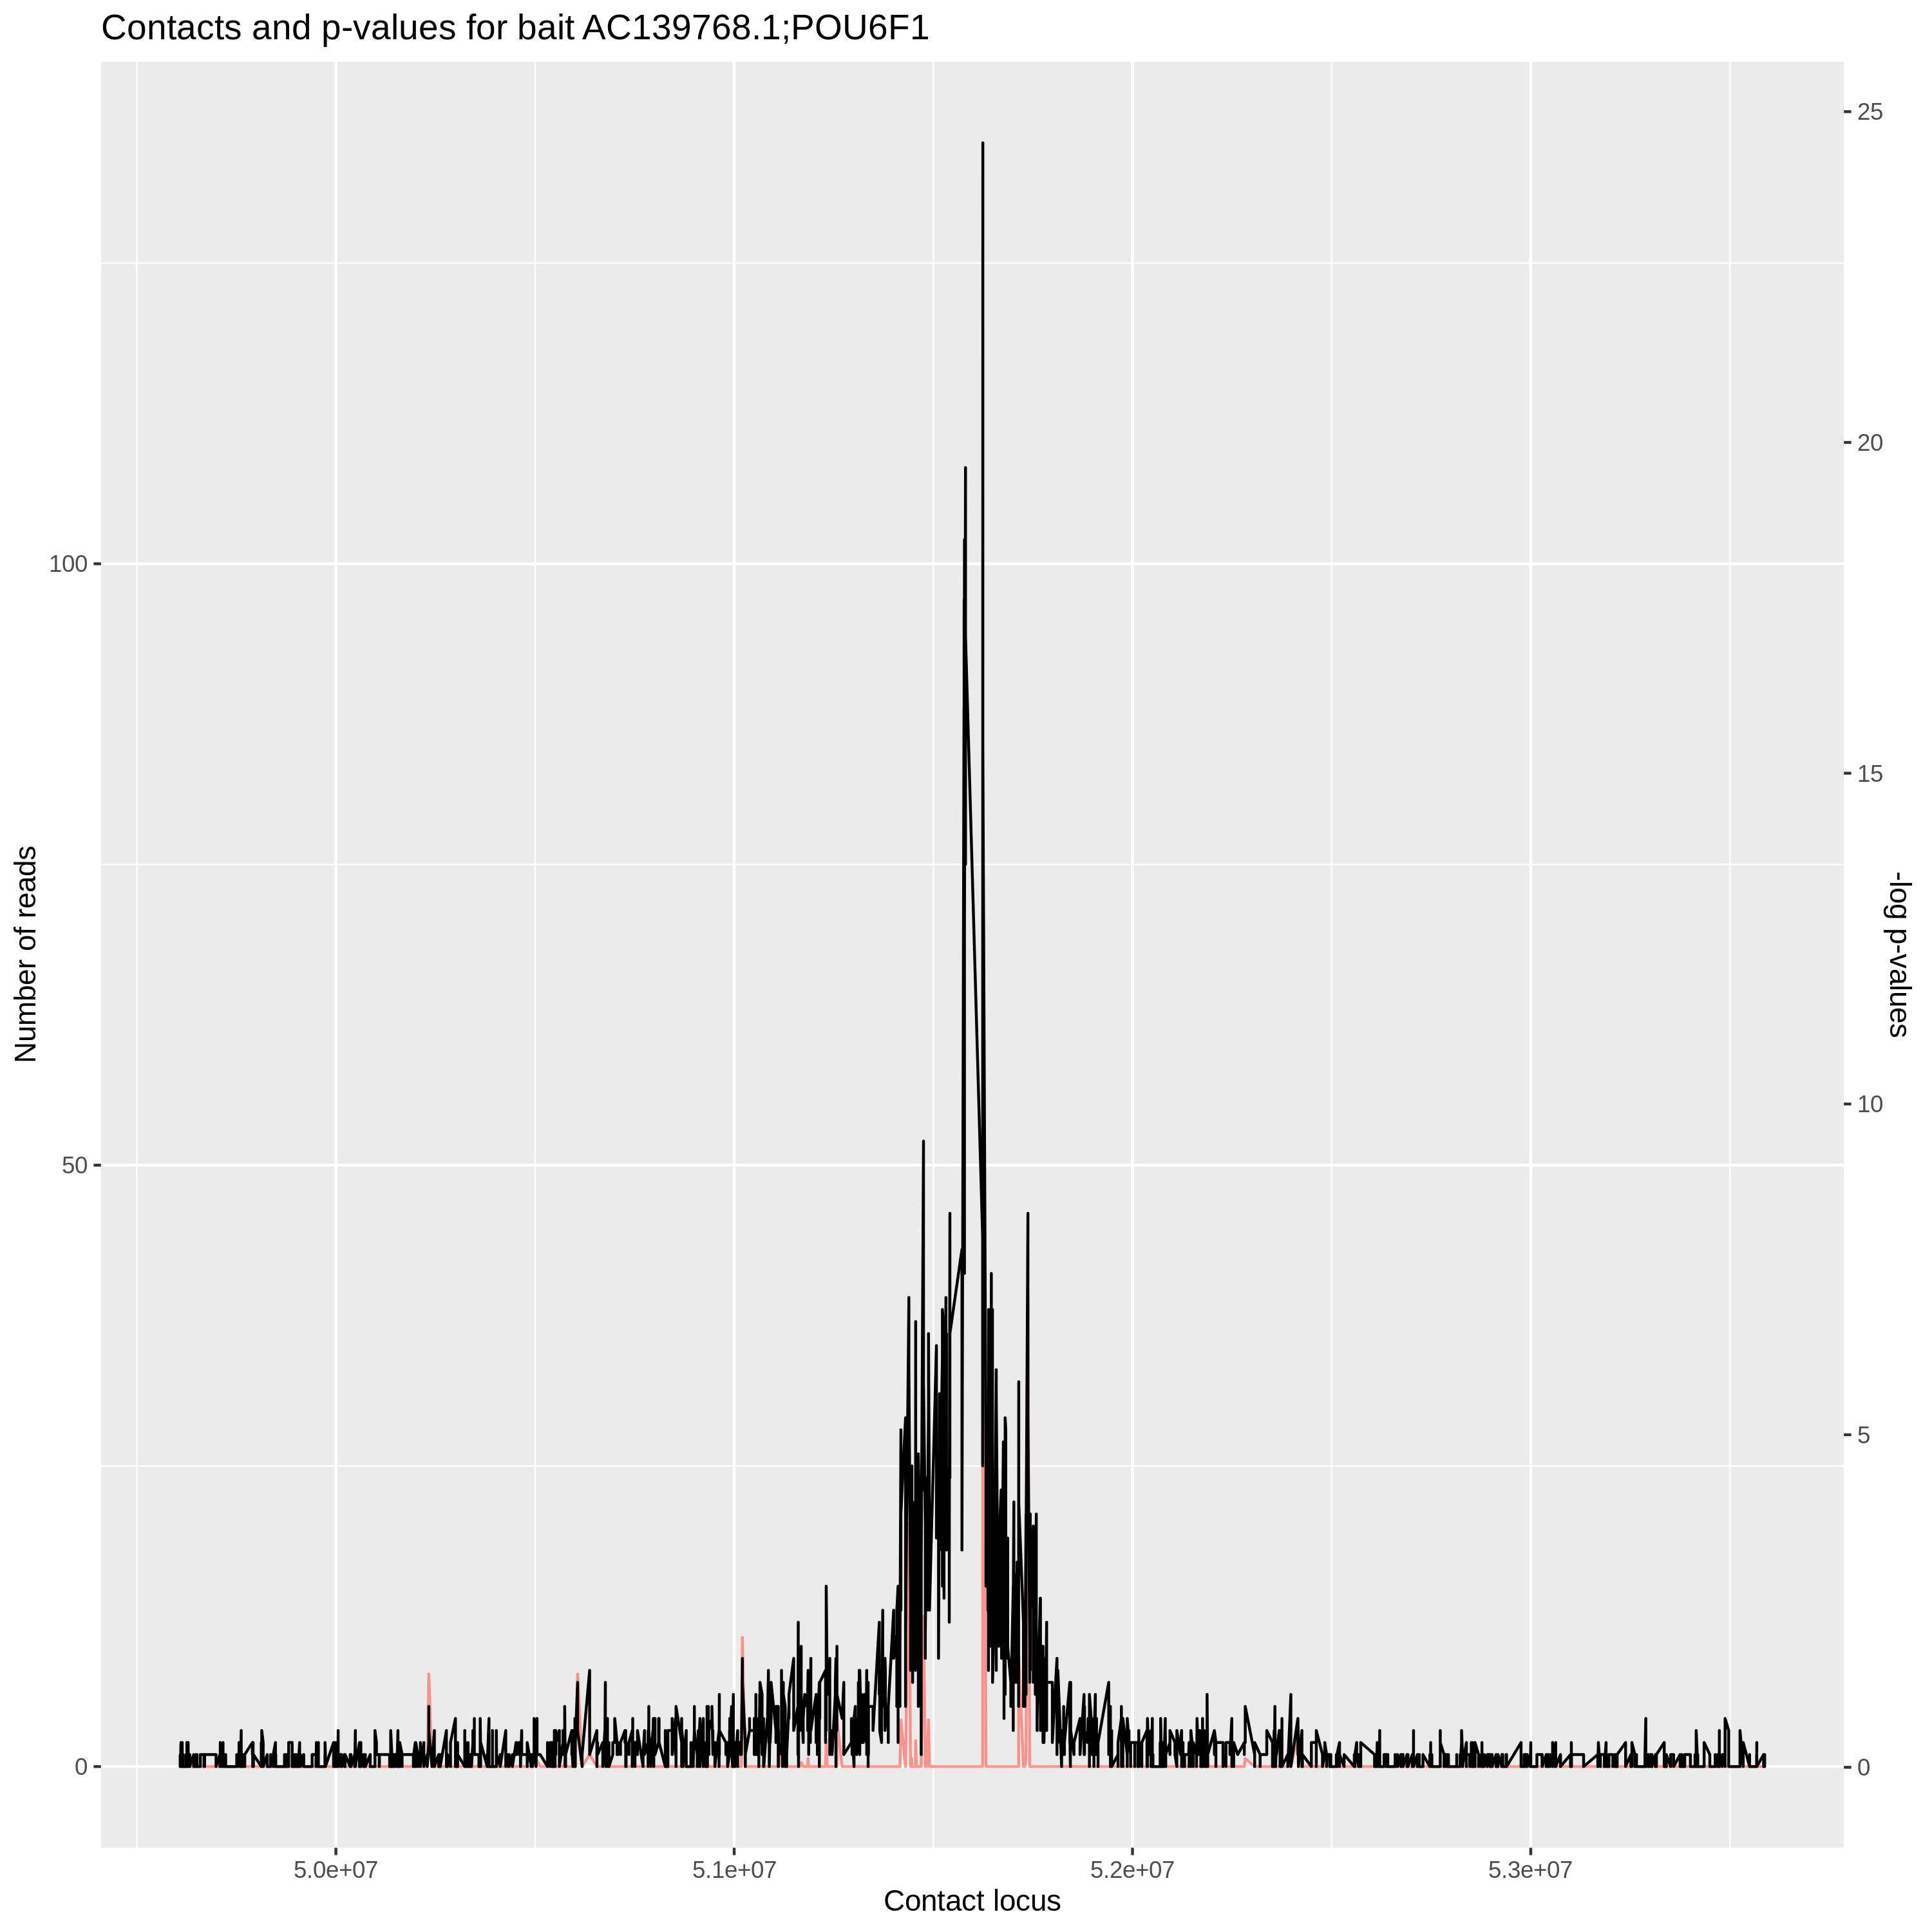 Contacts and p-values for bait AC139768.1;POU6F1
25
20
100
15
Number of reads
-log p-values
10
50
5
0
0
5.0e+07 5.1e+07 5.2e+07 5.3e+07
Contact locus